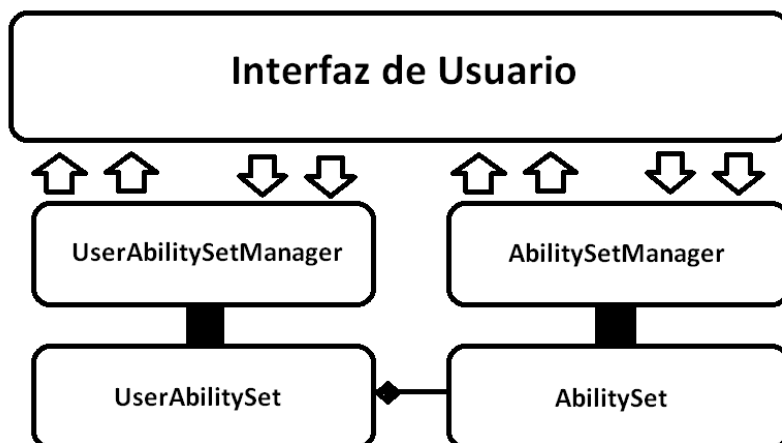 Interfaz de Usuario
UserAbilitySetManager
AbilitySetManager
UserAbilitySet
AbilitySet